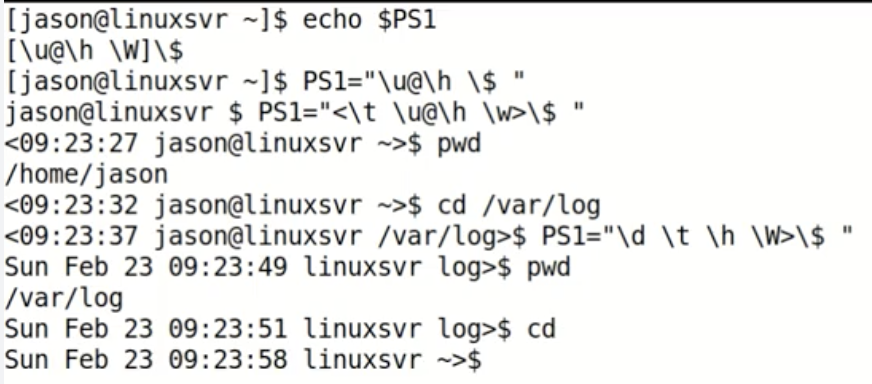 [jason@linuxsvr ~]$ echo $PS1
[\u@\h \W]\$
[jason@linuxsvr ~]$ PS1="\u@\h \$ "
jason@linuxsvr $ PS1="<\t \u@\h \w>\$ "
<09:23:27 jason@linuxsvr ~>$ pwd
/home/jason
<09:23:32 jason@linuxsvr ~>$ cd /var/log
<09:23:37 jason@linuxsvr /var/log>$ PS1="\d \t \h \W>\$ "
Sun Feb 23 09:23:49 linuxsvr log>$ pwd
/var/log
Sun Feb 23 09:23:51 linuxsvr log>$ cd
Sun Feb 23 09:23:58 linuxsvr ~>$